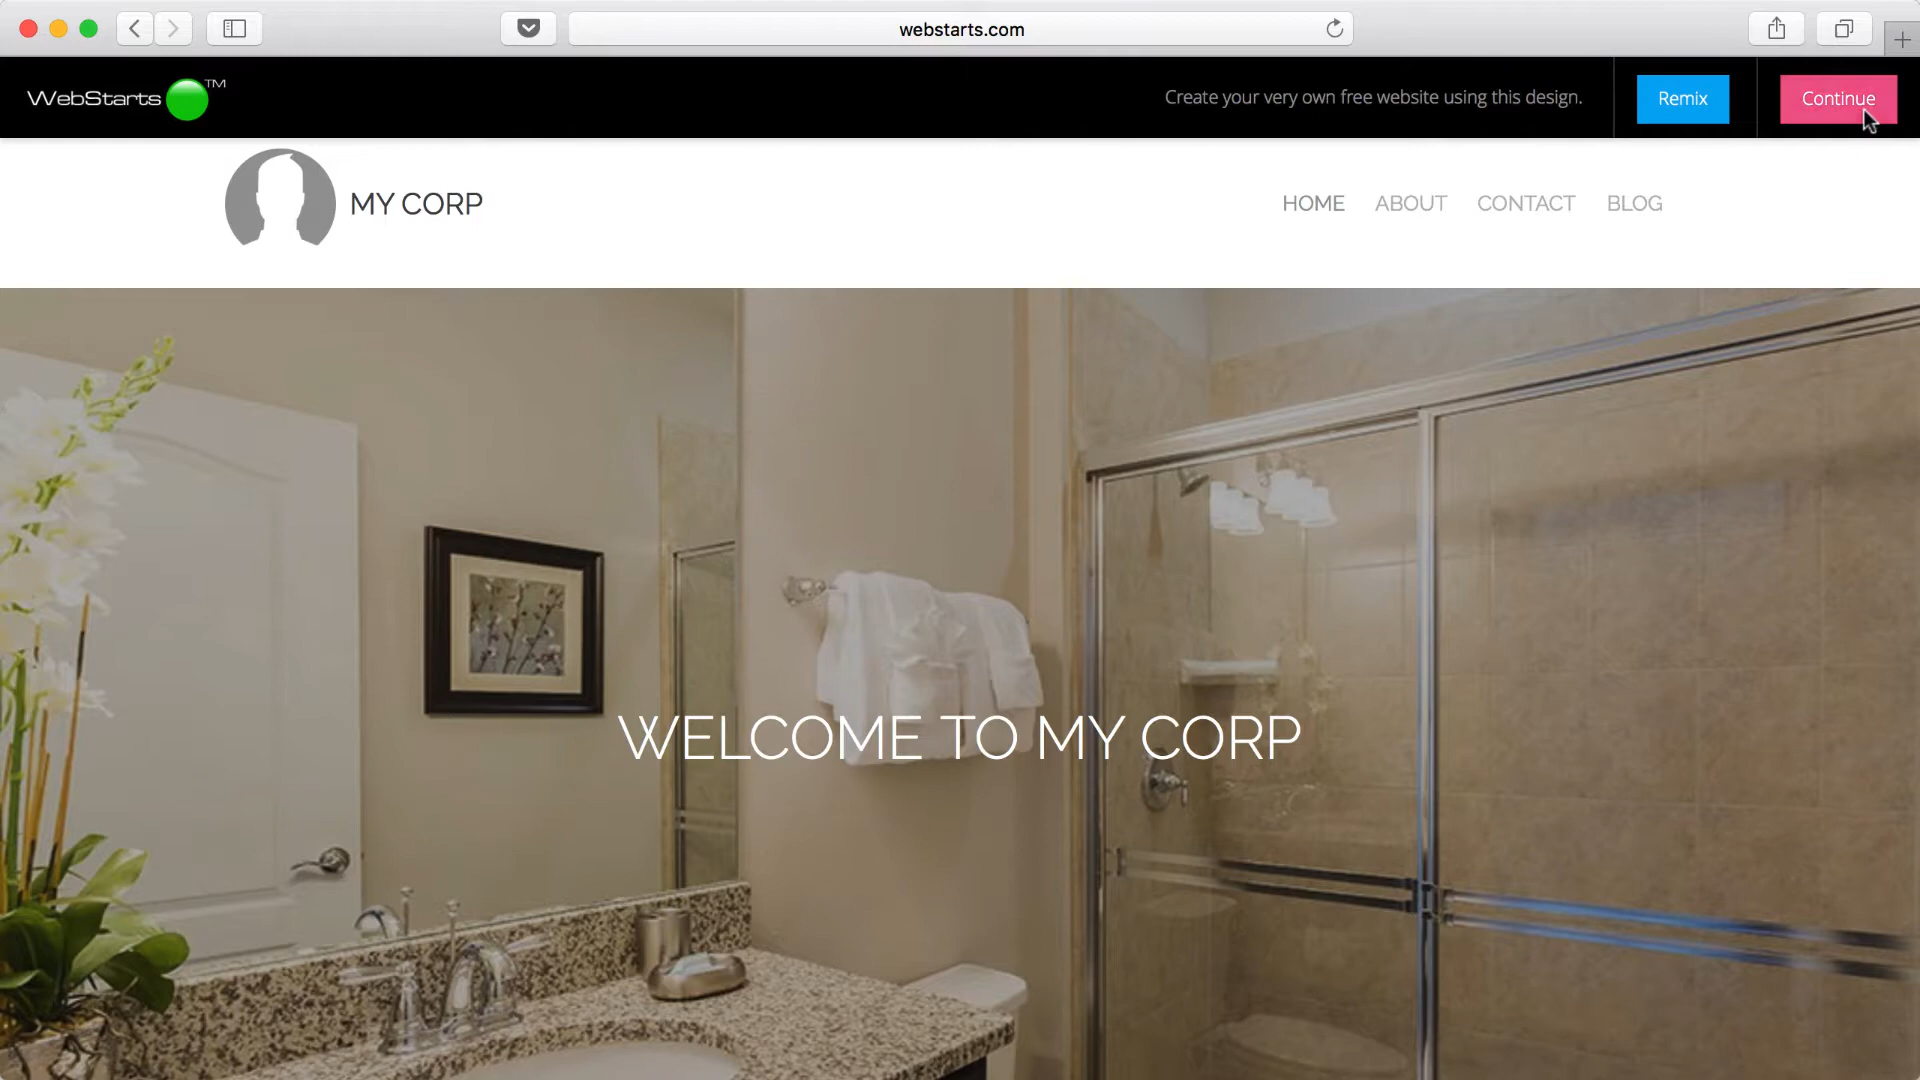 webstarts.com
WebStarts TM
Create your very own free website using this design.
Remix
Continue
MY CORP
HOME
ABOUT
CONTACT
BLOG
WELCOME TO MY CORP